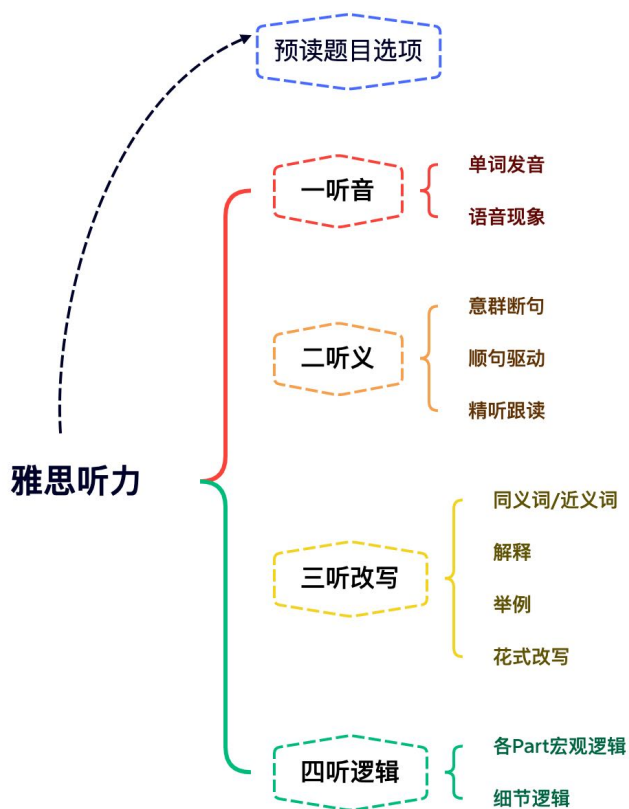 预读题目选项
一听音
单词发音
语音现象
二听义
意群断句
顺句驱动
精听跟读
雅思听力
三听改写
同义词/近义词
解释
举例
花式改写
四听逻辑
各Part宏观逻辑
细节逻辑